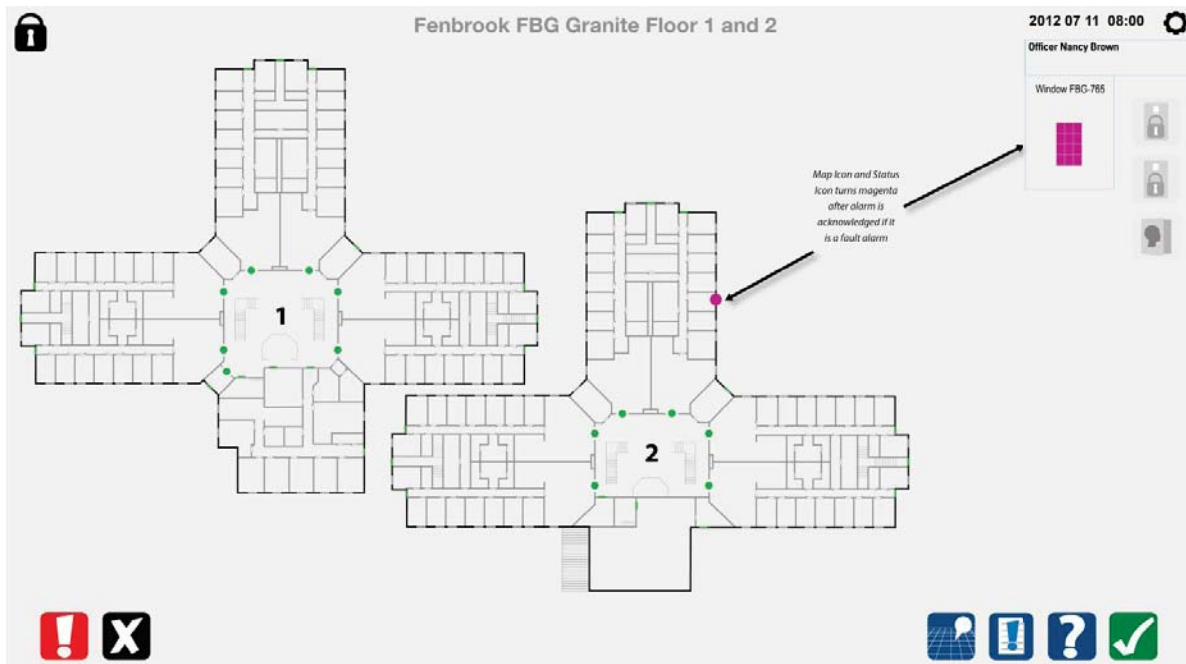 Fenbrook FBG Granite Floor 1 and 2
2012 07 11 08:00
Officer Nancy Brown
Window FBG-765
Map Icon and Status
Icon turns magenta
after alarm is
acknowledged if it
is a fault alarm
1
2